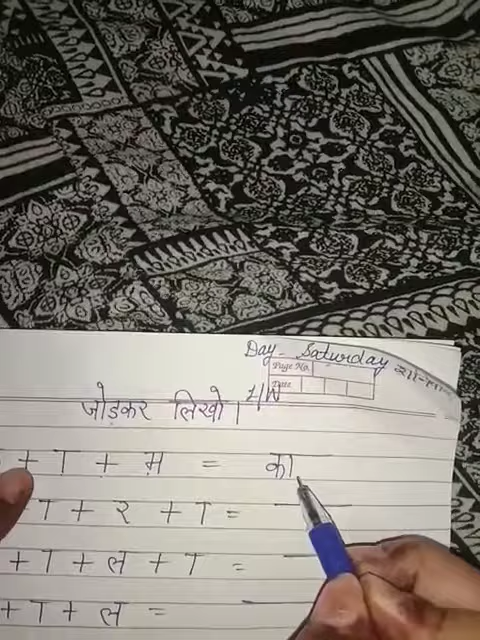 Day - Saturday
Page No.
Date
H/W
जोड़कर लिखो।
+ ा + म = का
ा + र + ा =
+ ा + ल + ा =
+ ा + ल =